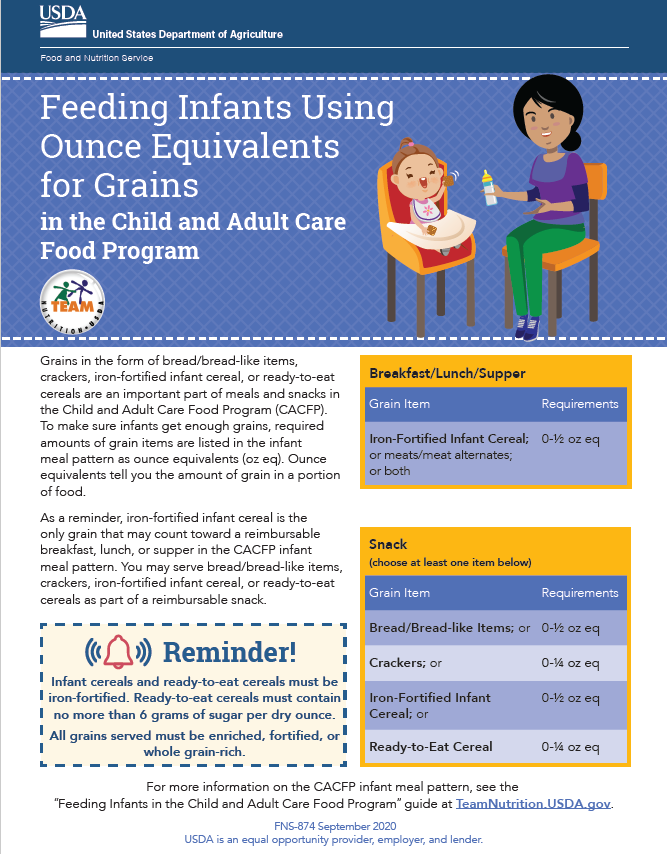 USDA
United States Department of Agriculture
Food and Nutrition Service
Feeding Infants Using
Ounce Equivalents
for Grains
in the Child and Adult Care
Food Program
TEAM
NUTRITION • USDA
Grains in the form of bread/bread-like items,
crackers, iron-fortified infant cereal, or ready-to-eat
cereals are an important part of meals and snacks in
the Child and Adult Care Food Program (CACFP).
To make sure infants get enough grains, required
amounts of grain items are listed in the infant
meal pattern as ounce equivalents (oz eq). Ounce
equivalents tell you the amount of grain in a portion
of food.
As a reminder, iron-fortified infant cereal is the
only grain that may count toward a reimbursable
breakfast, lunch, or supper in the CACFP infant
meal pattern. You may serve bread/bread-like items,
crackers, iron-fortified infant cereal, or ready-to-eat
cereals as part of a reimbursable snack.
Reminder!
Infant cereals and ready-to-eat cereals must be
iron-fortified. Ready-to-eat cereals must contain
no more than 6 grams of sugar per dry ounce.
All grains served must be enriched, fortified, or
whole grain-rich.
Breakfast/Lunch/Supper
Grain Item Requirements
Iron-Fortified Infant Cereal; 0-½ oz eq
or meats/meat alternates;
or both
Snack
(choose at least one item below)
Grain Item Requirements
Bread/Bread-like Items; or 0-½ oz eq
Crackers; or 0-¼ oz eq
Iron-Fortified Infant 0-½ oz eq
Cereal; or
Ready-to-Eat Cereal 0-¼ oz eq
For more information on the CACFP infant meal pattern, see the
“Feeding Infants in the Child and Adult Care Food Program” guide at TeamNutrition.USDA.gov.
FNS-874 September 2020
USDA is an equal opportunity provider, employer, and lender.